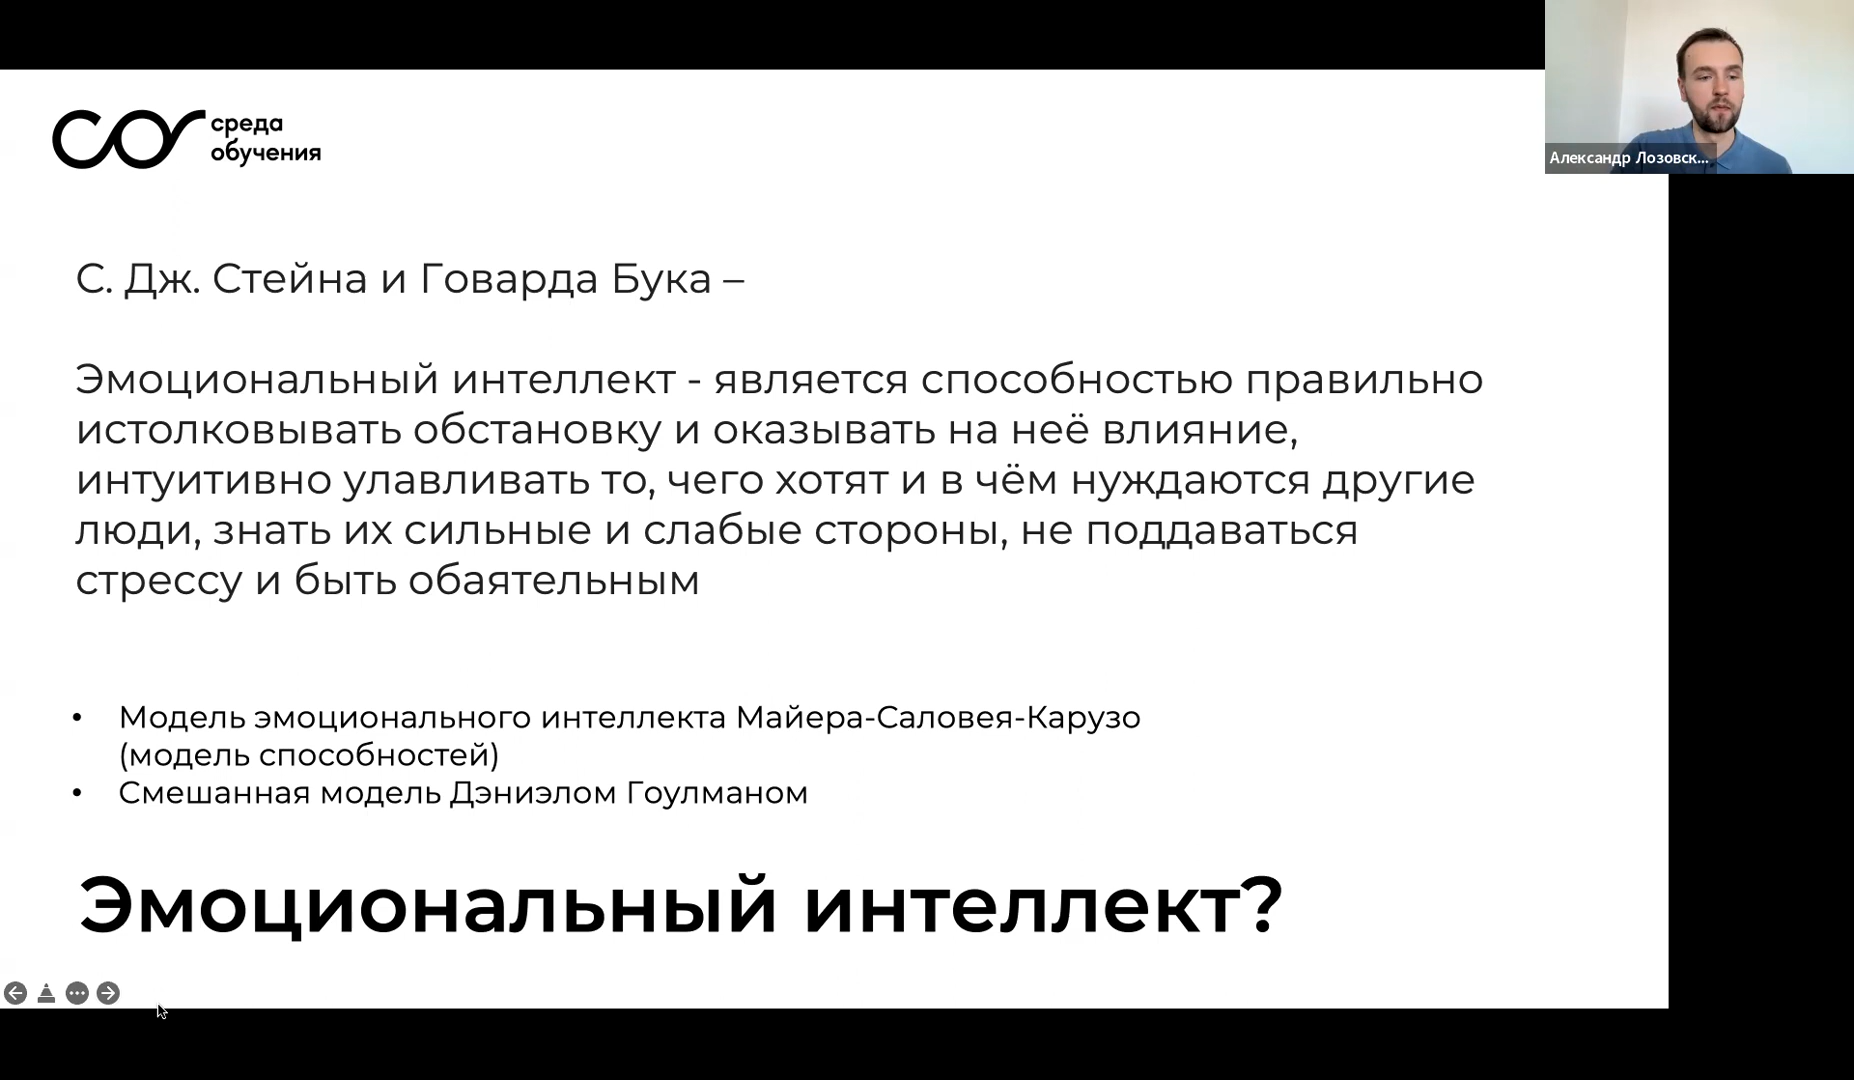 среда
обучения
Александр Лозовск...
С. Дж. Стейна и Говарда Бука –
Эмоциональный интеллект - является способностью правильно
истолковывать обстановку и оказывать на неё влияние,
интуитивно улавливать то, чего хотят и в чём нуждаются другие
люди, знать их сильные и слабые стороны, не поддаваться
стрессу и быть обаятельным
• Модель эмоционального интеллекта Майера-Саловея-Карузо
(модель способностей)
• Смешанная модель Дэниэлом Гоулманом
Эмоциональный интеллект?